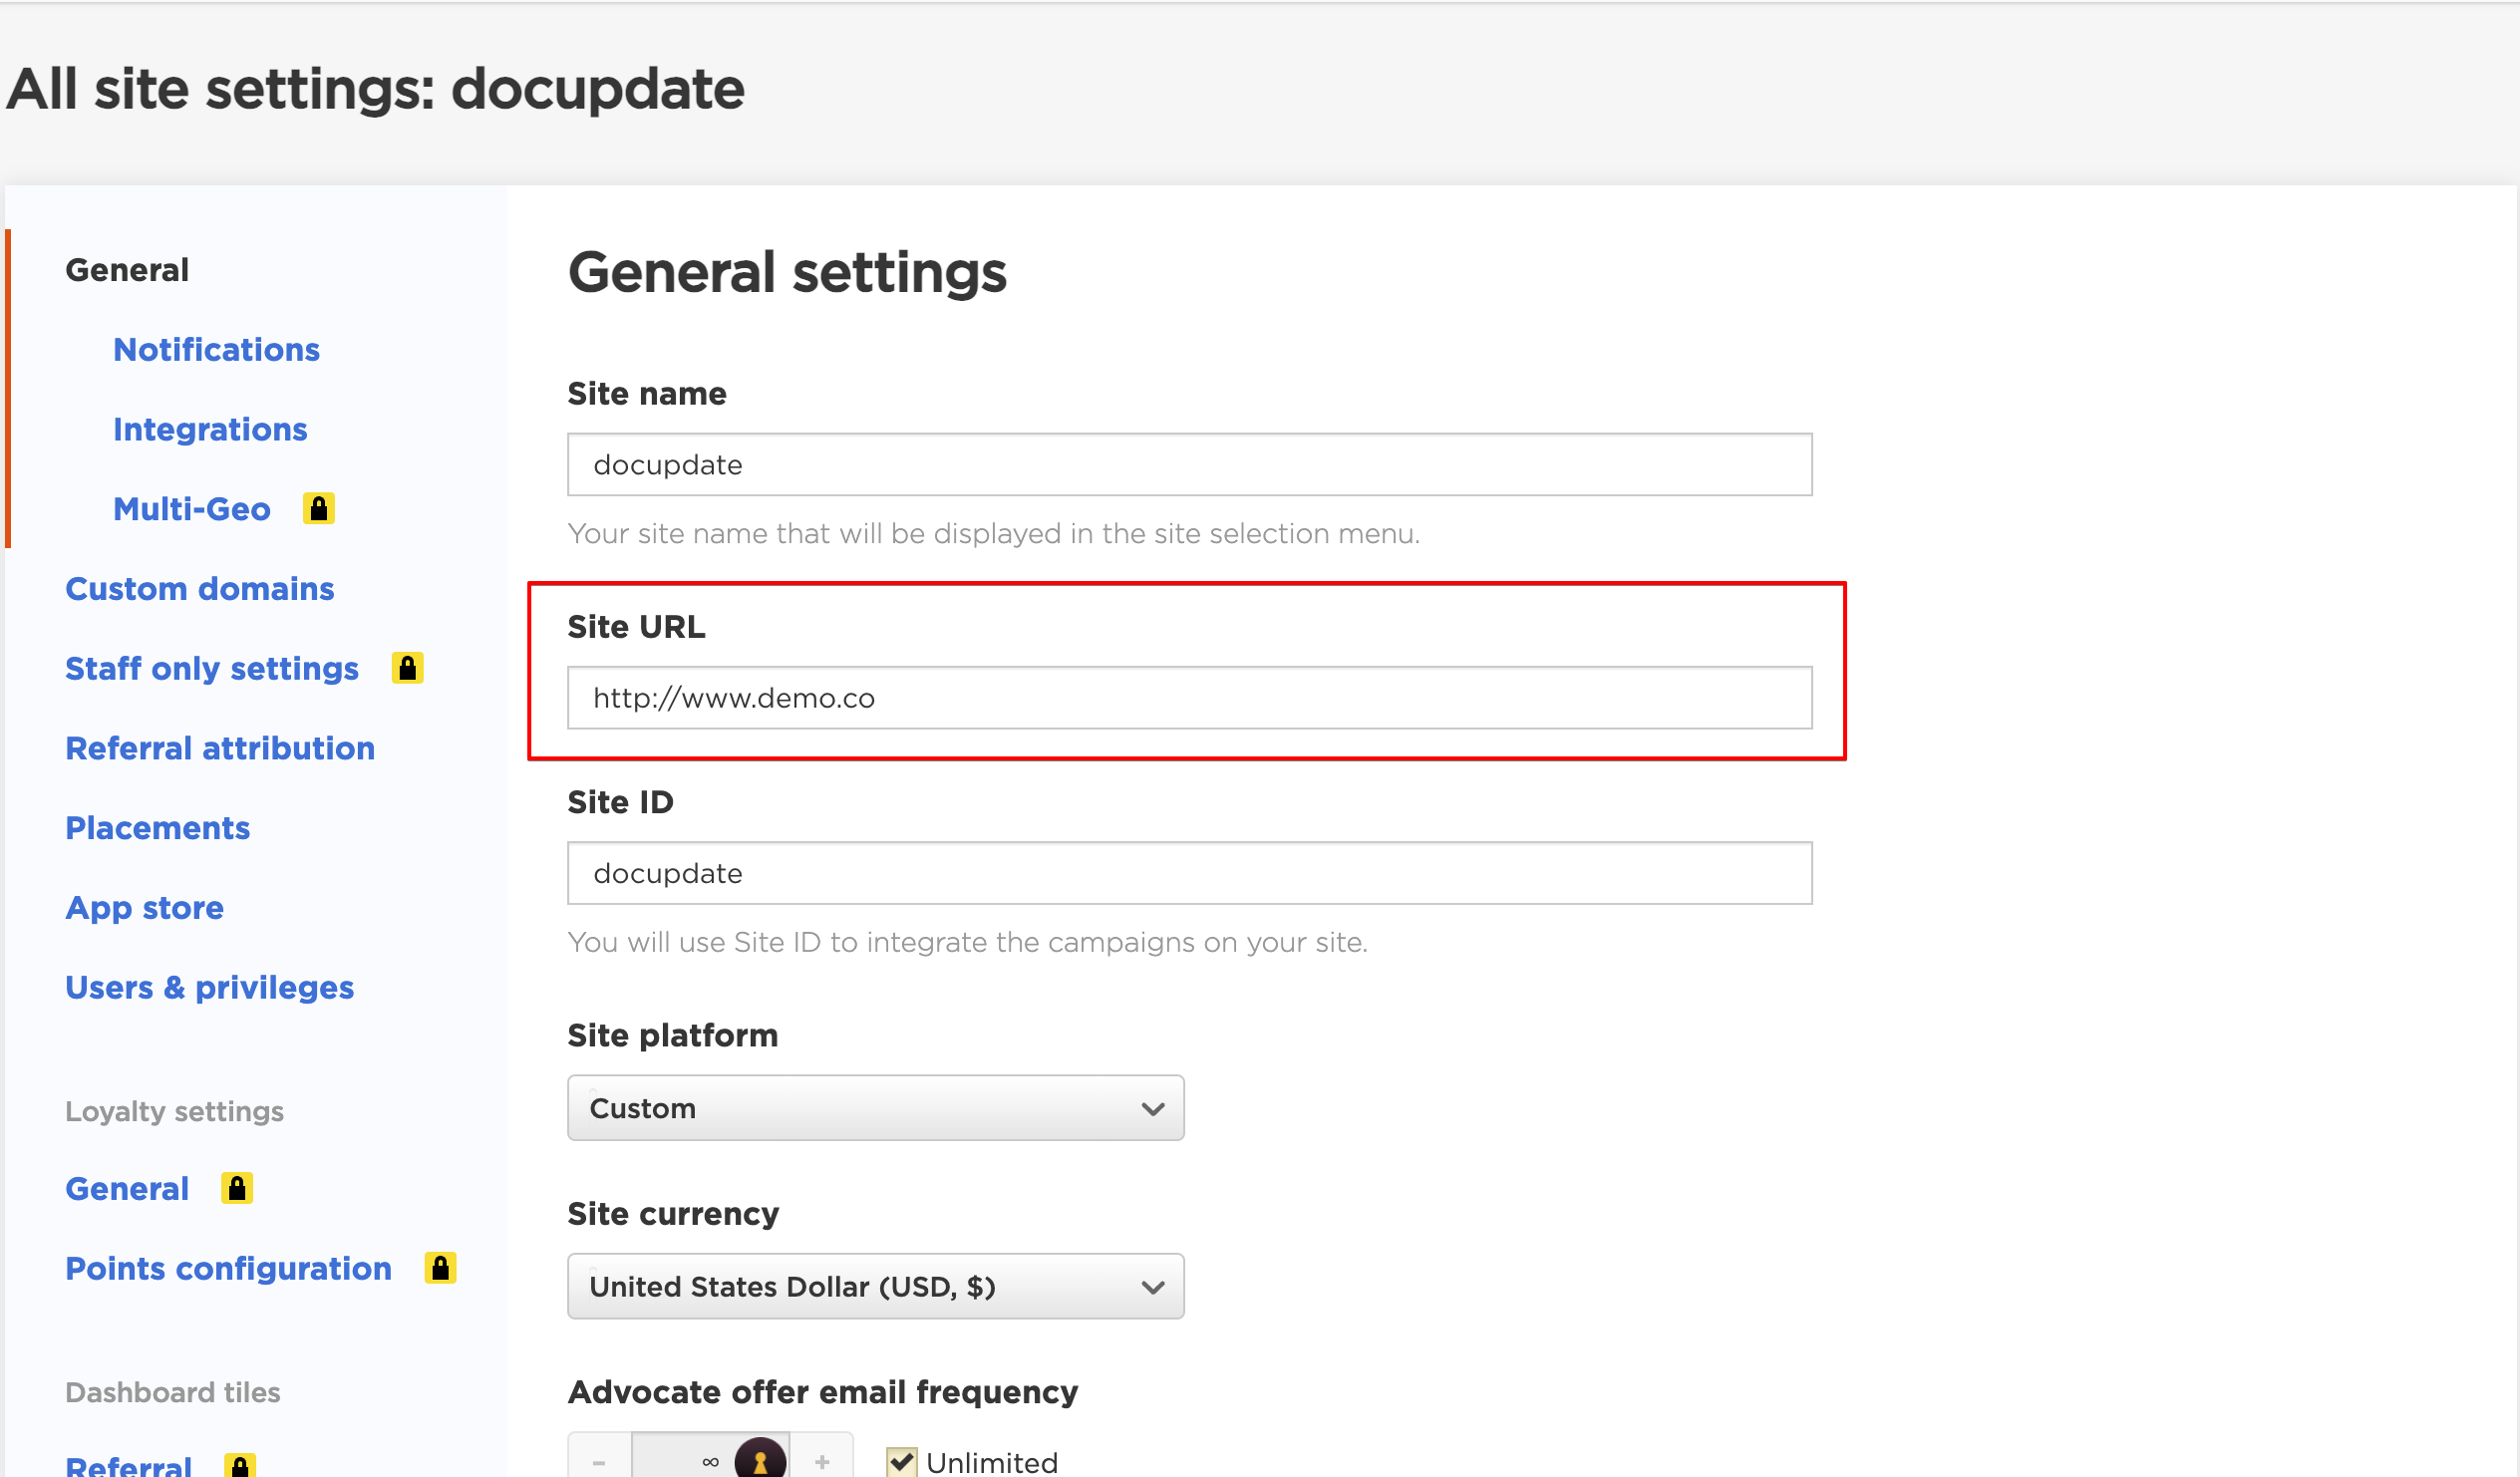 All site settings: docupdate
General
Notifications
Integrations
Multi-Geo
Custom domains
Staff only settings
Referral attribution
Placements
App store
Users & privileges
Loyalty settings
General
Points configuration
Dashboard tiles
Referral
General settings
Site name
docupdate
Your site name that will be displayed in the site selection menu.
Site URL
http://www.demo.co
Site ID
docupdate
You will use Site ID to integrate the campaigns on your site.
Site platform
Custom
Site currency
United States Dollar (USD, $)
Advocate offer email frequency
- ∞ +
Unlimited